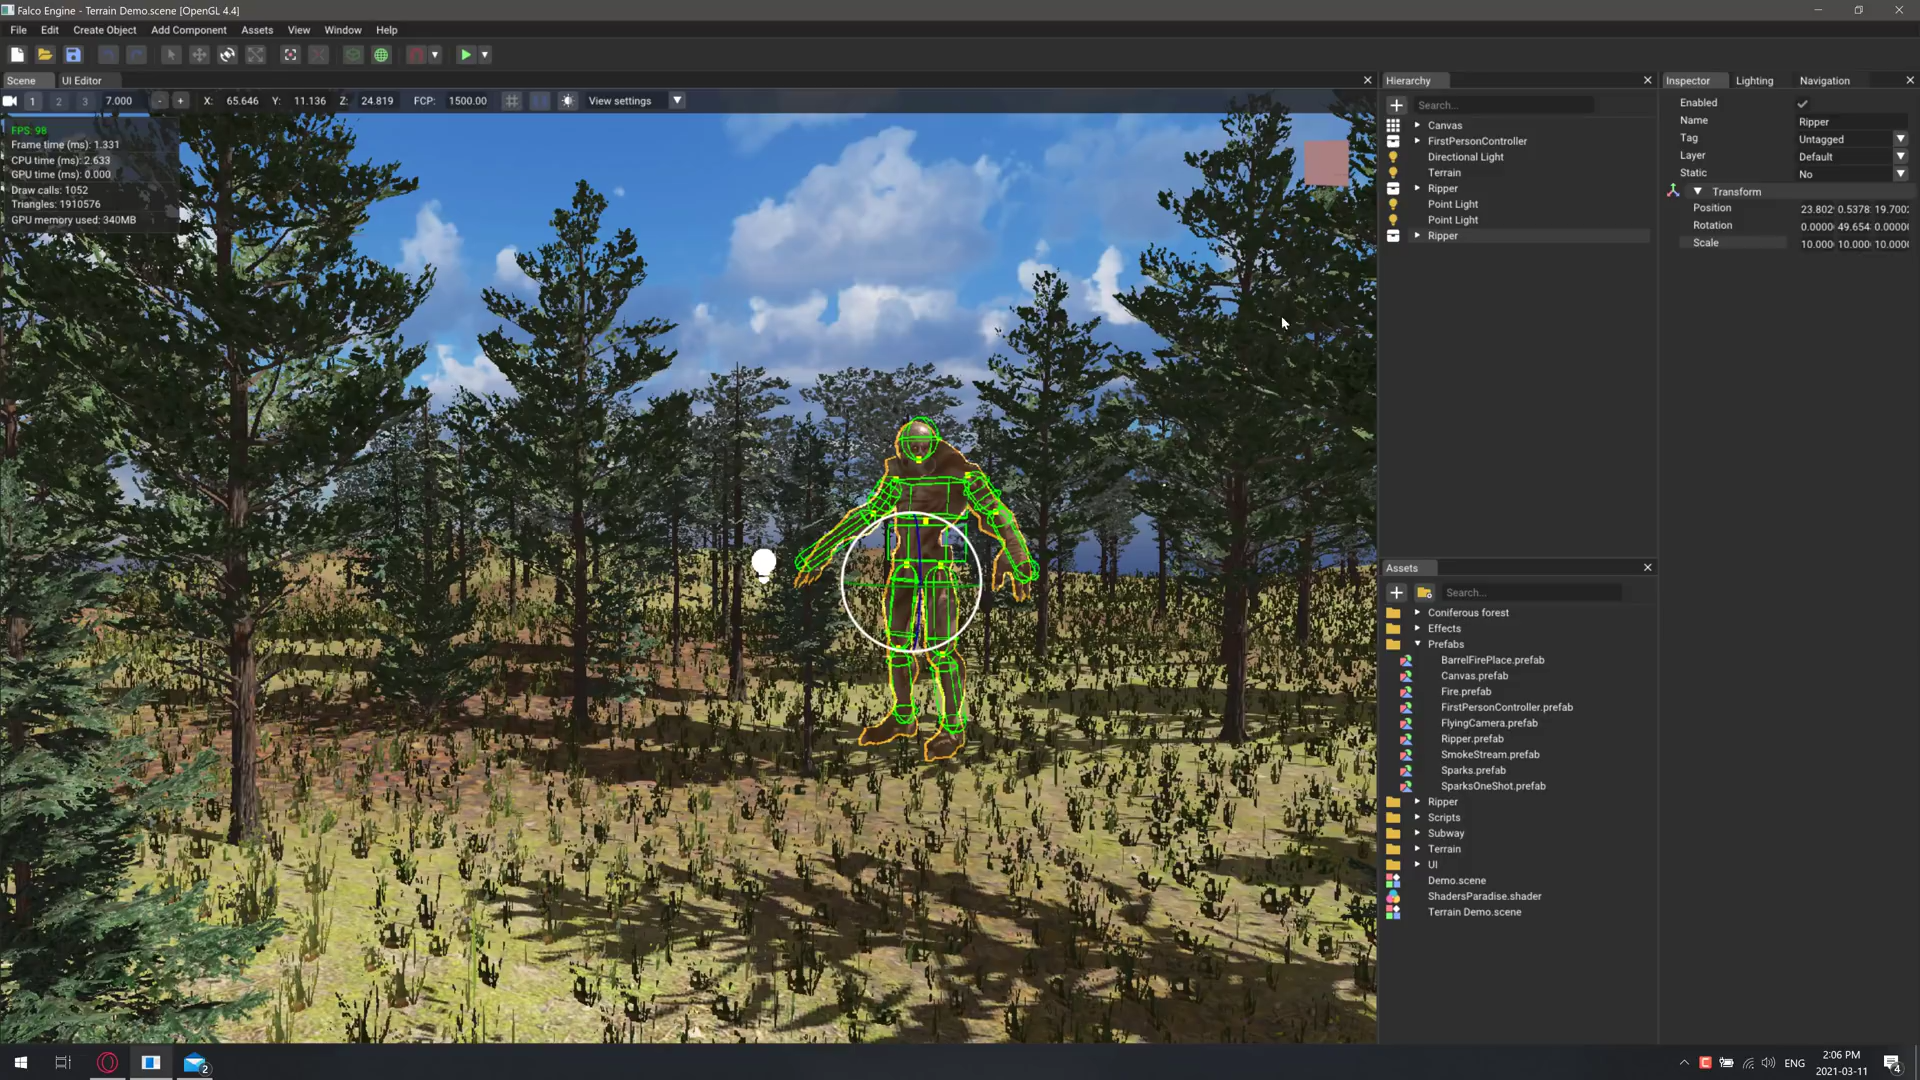 Falco Engine - Terrain Demo.scene [OpenGL 4.4]
File Edit Create Object Add Component Assets View Window Help
Scene UI Editor
1 2 3 7.000 - + X: 65.646 Y: 11.136 Z: 24.819 FCP: 1500.00 View settings
FPS: 98
Frame time (ms): 1.331
CPU time (ms): 2.633
GPU time (ms): 0.000
Draw calls: 1052
Triangles: 1910576
GPU memory used: 340MB
Hierarchy
Search...
Canvas
FirstPersonController
Directional Light
Terrain
Ripper
Point Light
Point Light
Ripper
Assets
Search...
Coniferous forest
Effects
Prefabs
BarrelFirePlace.prefab
Canvas.prefab
Fire.prefab
FirstPersonController.prefab
FlyingCamera.prefab
Ripper.prefab
SmokeStream.prefab
Sparks.prefab
SparksOneShot.prefab
Ripper
Scripts
Subway
Terrain
UI
Demo.scene
ShadersParadise.shader
Terrain Demo.scene
Inspector Lighting Navigation
Enabled
Name Ripper
Tag Untagged
Layer Default
Static No
Transform
Position 23.802 0.5378 19.7002
Rotation 0.0000 49.654 0.0000
Scale 10.000 10.000 10.0000
2
ENG
2:06 PM
2021-03-11
4